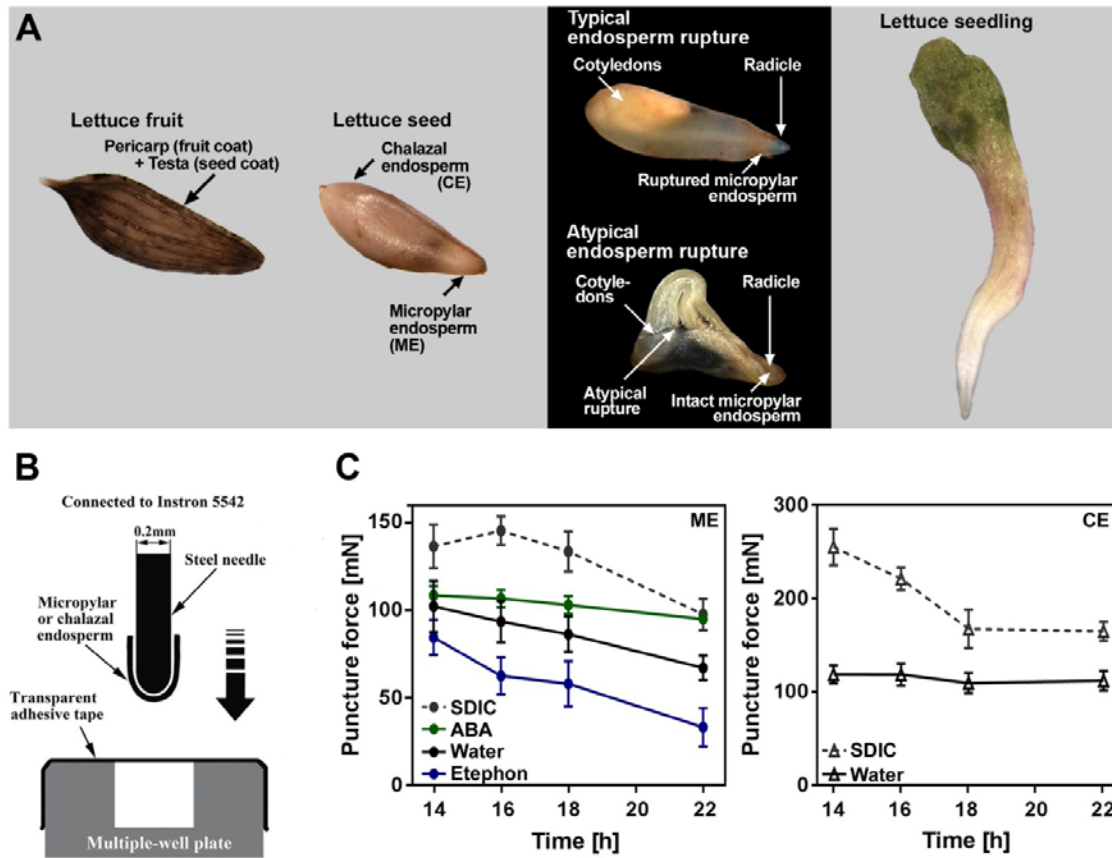 A
Lettuce fruit
Pericarp (fruit coat)
+ Testa (seed coat)
Lettuce seed
Chalazal
endosperm
(CE)
Micropylar
endosperm
(ME)
Typical
endosperm rupture
Cotyledons
Radicle
Ruptured micropylar
endosperm
Atypical
endosperm rupture
Cotyle-
dons
Radicle
Atypical
rupture
Intact micropylar
endosperm
Lettuce seedling
B
Connected to Instron 5542
0.2mm
Steel needle
Micropylar
or chalazal
endosperm
Transparent
adhesive tape
Multiple-well plate
C
Puncture force [mN]
150
100
50
0
ME
SDIC
ABA
Water
Etephon
14 16 18 20 22
Time [h]
Puncture force [mN]
300
200
100
0
CE
SDIC
Water
14 16 18 20 22
Time [h]